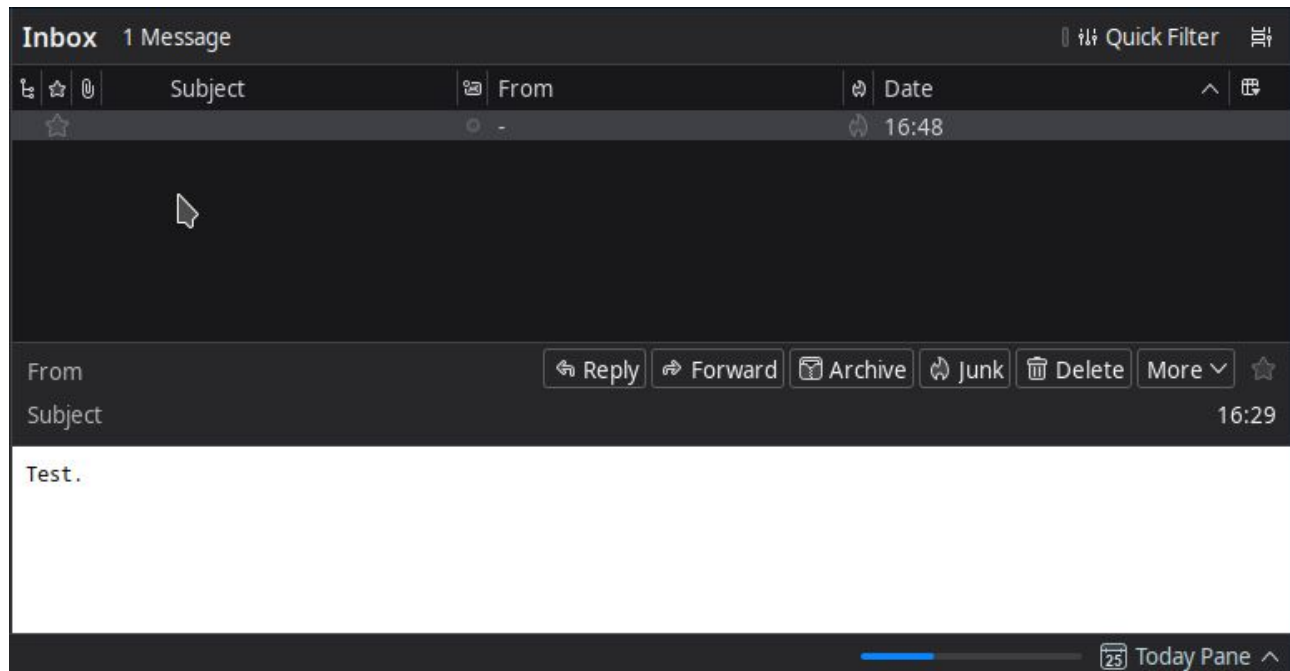 Inbox 1 Message Quick Filter
Subject From Date
- 16:48
From Reply Forward Archive Junk Delete More
Subject 16:29
Test.
25 Today Pane